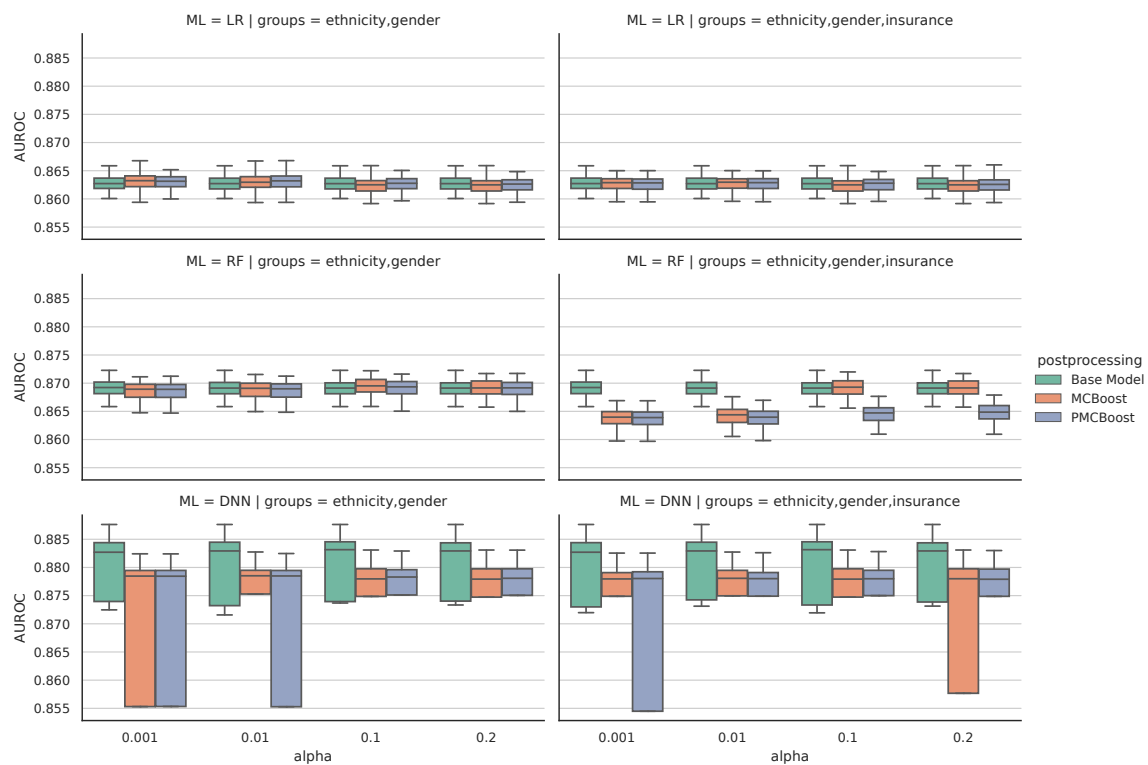 ML = LR | groups = ethnicity,gender
ML = LR | groups = ethnicity,gender,insurance
0.885
0.880
0.875
0.870
0.865
0.860
0.855
AUROC
ML = RF | groups = ethnicity,gender
ML = RF | groups = ethnicity,gender,insurance
0.885
0.880
0.875
0.870
0.865
0.860
0.855
AUROC
postprocessing
Base Model
MCBoost
PMCBoost
ML = DNN | groups = ethnicity,gender
ML = DNN | groups = ethnicity,gender,insurance
0.885
0.880
0.875
0.870
0.865
0.860
0.855
AUROC
0.001 0.01 0.1 0.2
alpha
0.001 0.01 0.1 0.2
alpha